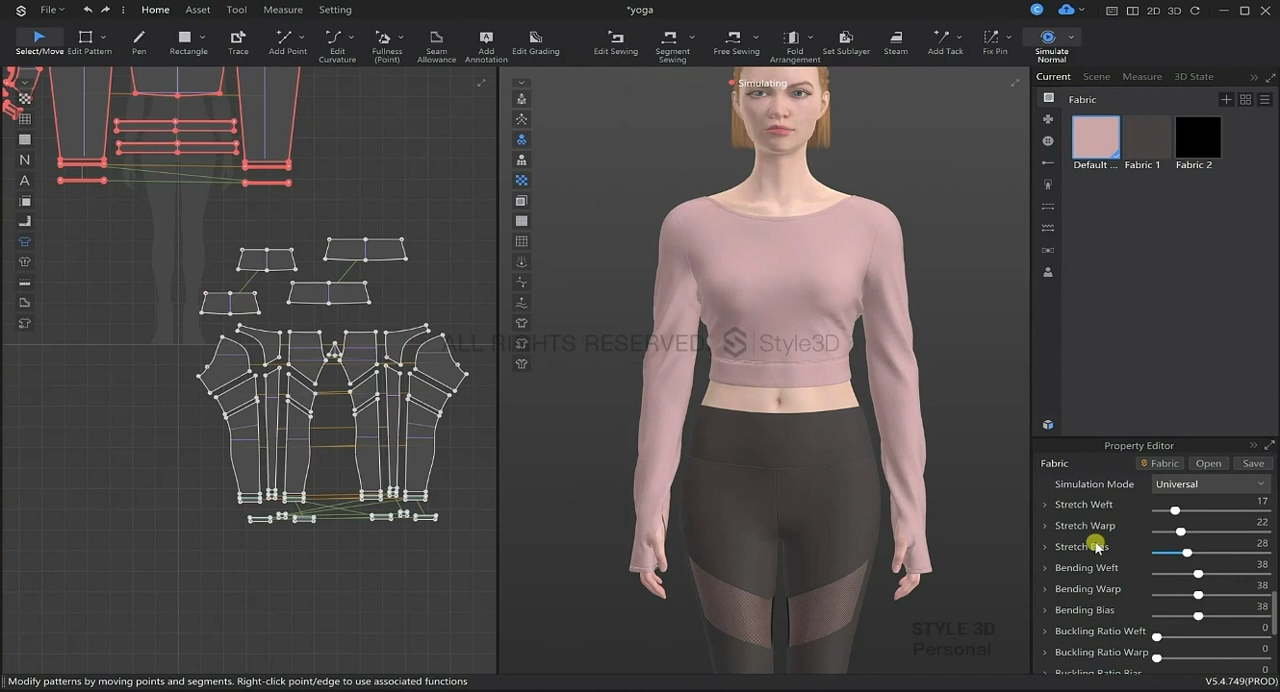 File
Home
Asset
Tool
Measure
Setting
*yoga
2D
3D
Select/Move
Edit Pattern
Pen
Rectangle
Trace
Add Point
Edit
Curvature
Fullness
(Point)
Seam
Allowance
Add
Annotation
Edit Grading
Edit Sewing
Segment
Sewing
Free Sewing
Fold
Arrangement
Set Sublayer
Steam
Add Tack
Fix Pin
Simulate
Normal
Simulating
Current
Scene
Measure
3D State
Fabric
Default ...
Fabric 1
Fabric 2
ALL RIGHTS RESERVED
Style3D
STYLE 3D
Personal
Property Editor
Fabric
Fabric
Open
Save
Simulation Mode
Universal
Stretch Weft
17
Stretch Warp
22
Stretch
28
Bending Weft
38
Bending Warp
38
Bending Bias
38
Buckling Ratio Weft
0
Buckling Ratio Warp
0
Buckling Ratio Bias
0
Modify patterns by moving points and segments. Right-click point/edge to use associated functions
V5.4.749(PROD)